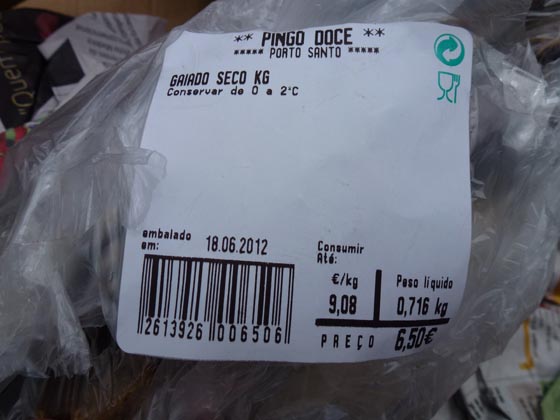 ** PINGO DOCE **
***** PORTO SANTO *****
GAIADO SECO KG
Conservar de 0 a 2°C
embalado em: 18.06.2012
Consumir Até:
€/kg Peso líquido
9,08 0,716 kg
PREÇO 6,50€
2613926 006506
"Quer